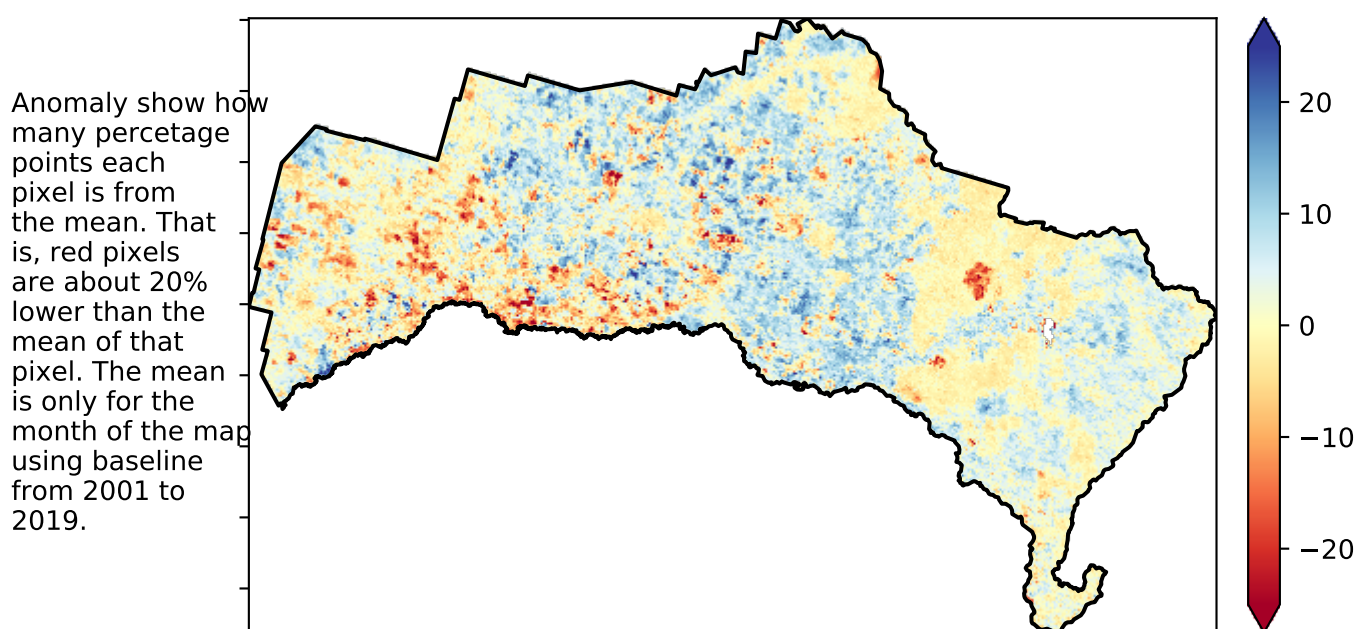 Anomaly show how
many percetage
points each
pixel is from
the mean. That
is, red pixels
are about 20%
lower than the
mean of that
pixel. The mean
is only for the
month of the map
using baseline
from 2001 to
2019.
20
10
0
−10
−20